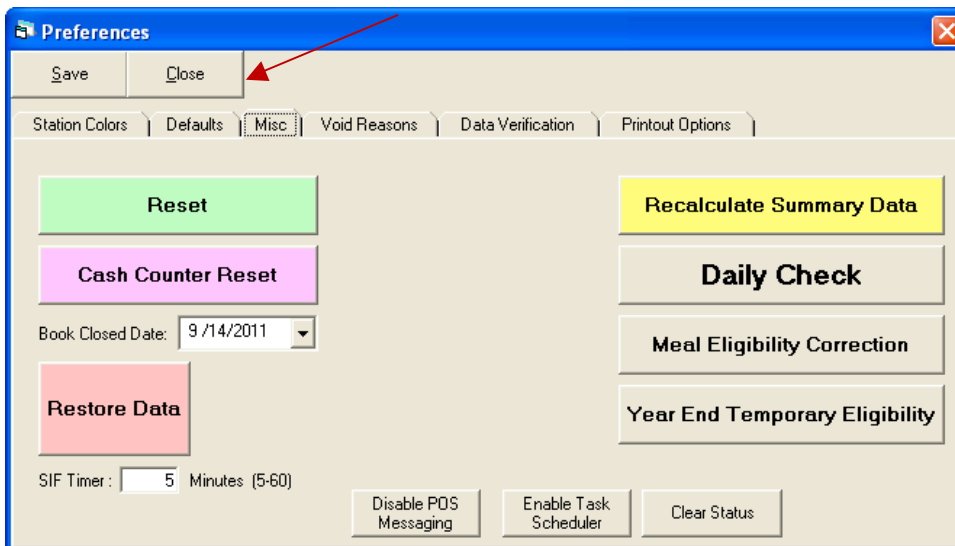 Preferences
Save Close
Station Colors Defaults Misc Void Reasons Data Verification Printout Options
Reset
Recalculate Summary Data
Cash Counter Reset
Daily Check
Book Closed Date: 9 /14/2011
Meal Eligibility Correction
Restore Data
Year End Temporary Eligibility
SIF Timer : 5 Minutes (5-60)
Disable POS
Messaging
Enable Task
Scheduler
Clear Status